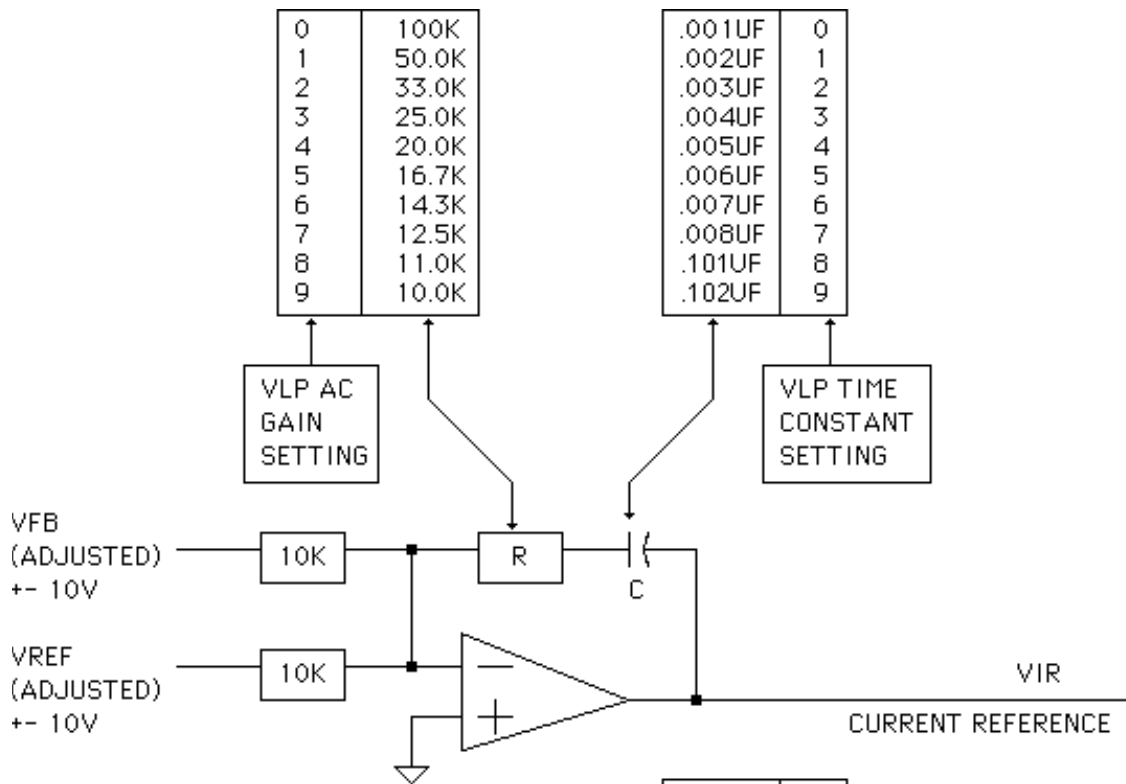 0 100K
1 50.0K
2 33.0K
3 25.0K
4 20.0K
5 16.7K
6 14.3K
7 12.5K
8 11.0K
9 10.0K
.001UF 0
.002UF 1
.003UF 2
.004UF 3
.005UF 4
.006UF 5
.007UF 6
.008UF 7
.101UF 8
.102UF 9
VLP AC
GAIN
SETTING
VLP TIME
CONSTANT
SETTING
VFB
(ADJUSTED)
+- 10V
10K
R
C
VREF
(ADJUSTED)
+- 10V
10K
VIR
CURRENT REFERENCE